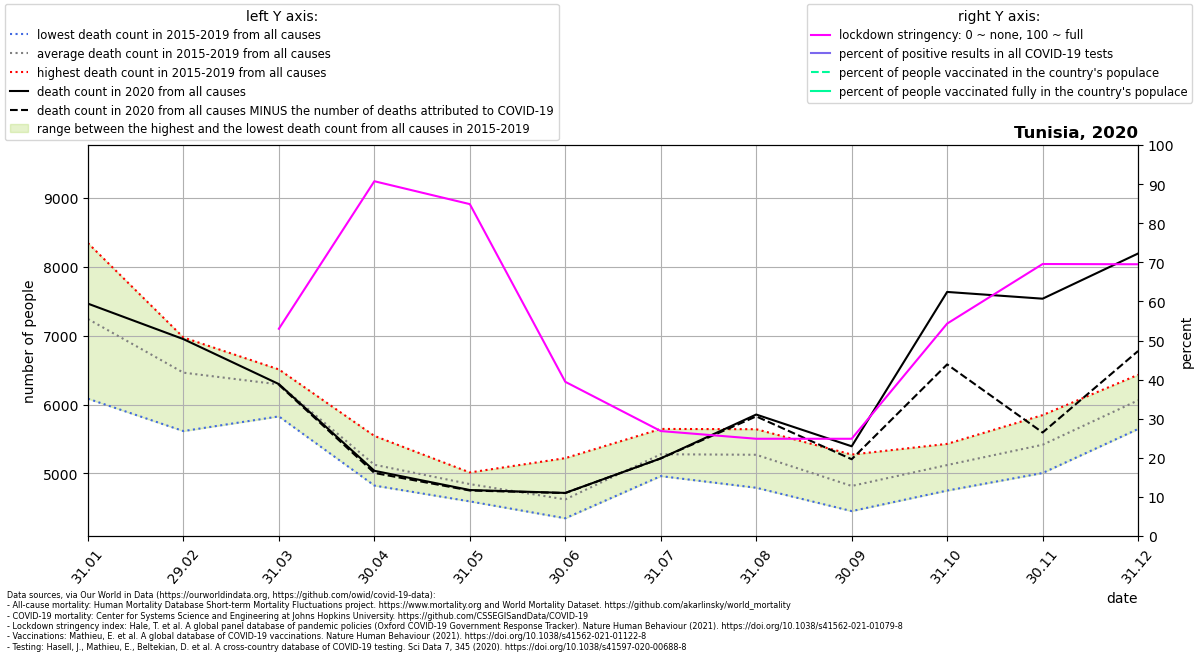 left Y axis:
lowest death count in 2015-2019 from all causes
average death count in 2015-2019 from all causes
highest death count in 2015-2019 from all causes
death count in 2020 from all causes
death count in 2020 from all causes MINUS the number of deaths attributed to COVID-19
range between the highest and the lowest death count from all causes in 2015-2019
right Y axis:
lockdown stringency: 0 ~ none, 100 ~ full
percent of positive results in all COVID-19 tests
percent of people vaccinated in the country's populace
percent of people vaccinated fully in the country's populace
Tunisia, 2020
number of people
9000
8000
7000
6000
5000
100
90
80
70
60
50
40
30
20
10
0
percent
31.01
29.02
31.03
30.04
31.05
30.06
31.07
31.08
30.09
31.10
30.11
31.12
date
Data sources, via Our World in Data (https://ourworldindata.org, https://github.com/owid/covid-19-data):
- All-cause mortality: Human Mortality Database Short-term Mortality Fluctuations project. https://www.mortality.org and World Mortality Dataset. https://github.com/akarlinsky/world_mortality
- COVID-19 mortality: Center for Systems Science and Engineering at Johns Hopkins University. https://github.com/CSSEGISandData/COVID-19
- Lockdown stringency index: Hale, T. et al. A global panel database of pandemic policies (Oxford COVID-19 Government Response Tracker). Nature Human Behaviour (2021). https://doi.org/10.1038/s41562-021-01079-8
- Vaccinations: Mathieu, E. et al. A global database of COVID-19 vaccinations. Nature Human Behaviour (2021). https://doi.org/10.1038/s41562-021-01122-8
- Testing: Hasell, J., Mathieu, E., Beltekian, D. et al. A cross-country database of COVID-19 testing. Sci Data 7, 345 (2020). https://doi.org/10.1038/s41597-020-00688-8